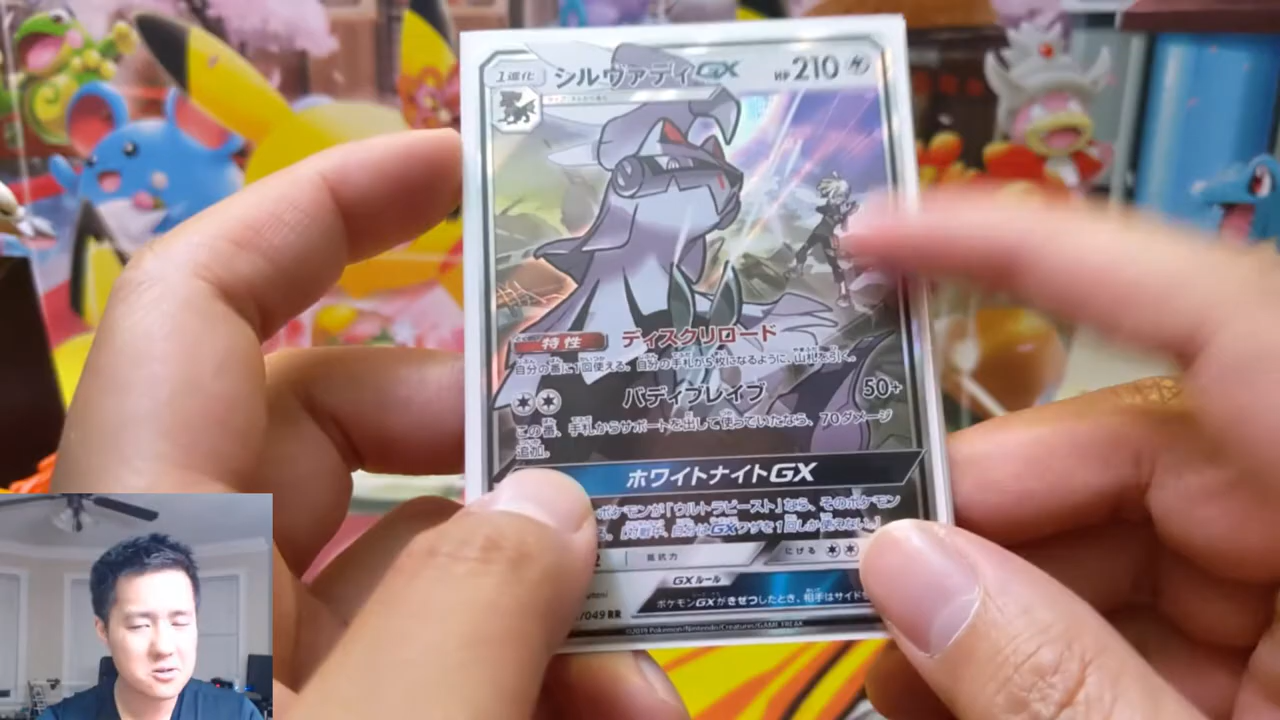 1進化 シルヴァディGX HP210
特性 ディスクリロード
自分の番に1回使える。自分の手札が5枚になるように、山札を引く。
バディブレイブ 50+
この番、手札からサポートを出して使っていたなら、70ダメージ
追加。
ホワイトナイトGX
ポケモンが「ウルトラビースト」なら、そのポケモン
[対戦中、自分はGXワザを1回しか使えない。]
抵抗力 にげる
GXルール
ポケモンGXがきぜつしたとき、相手はサイド
/049 RR
©2019 Pokémon/Nintendo/Creatures/GAME FREAK